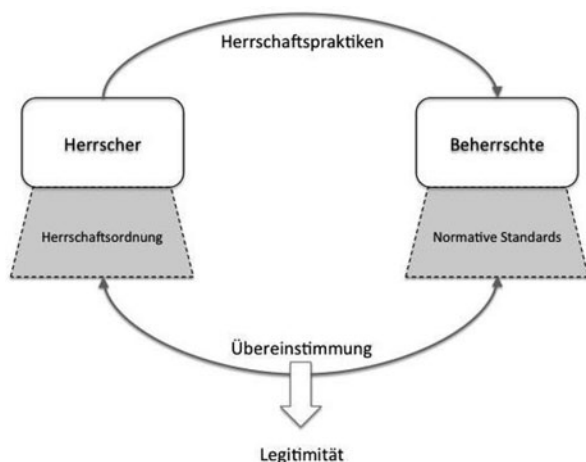 Herrschaftspraktiken
Herrscher
Beherrschte
Herrschaftsordnung
Normative Standards
Übereinstimmung
Legitimität